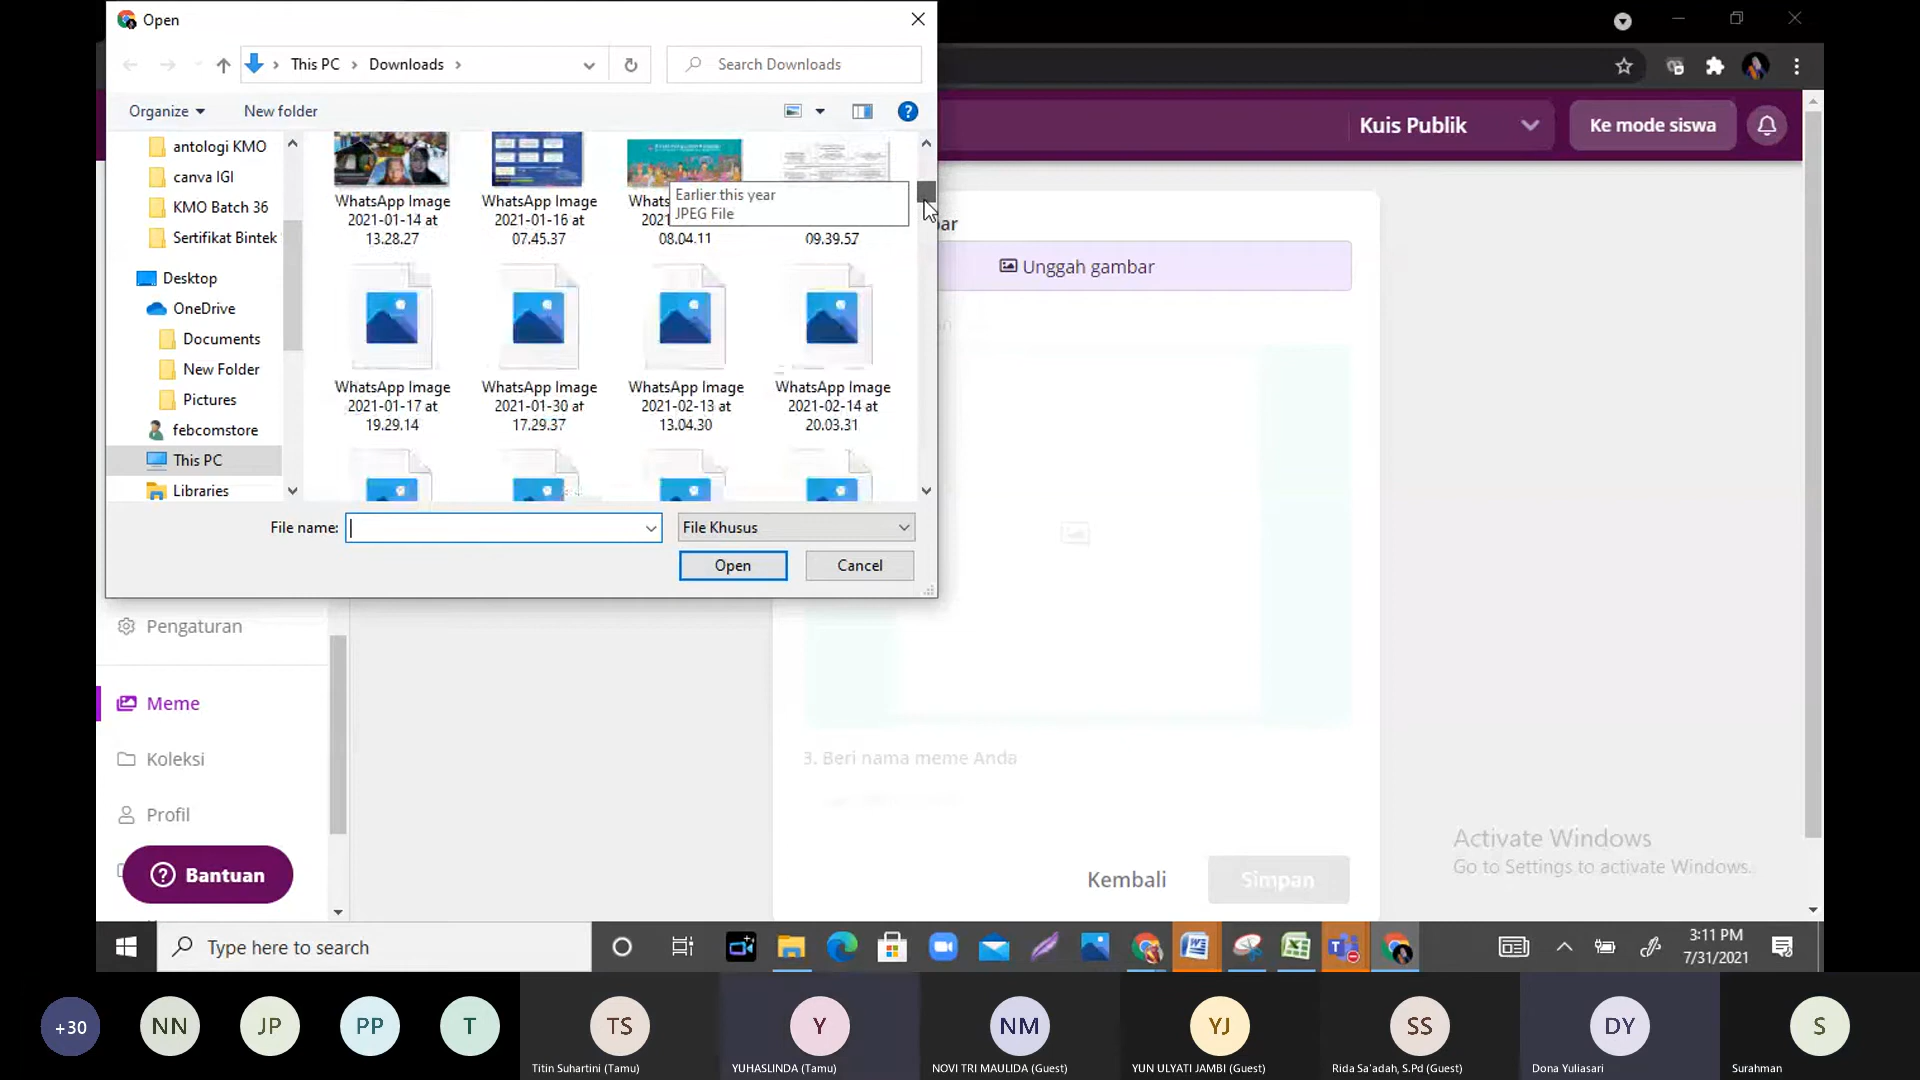 Open
This PC
Downloads
Search Downloads
Organize
New folder
antologi KMO
canva IGI
KMO Batch 36
Sertifikat Bintek
Desktop
OneDrive
Documents
New Folder
Pictures
febcomstore
This PC
Libraries
WhatsApp Image
2021-01-14 at
13.28.27
WhatsApp Image
2021-01-16 at
07.45.37
08.04.11
09.39.57
Earlier this year
JPEG File
WhatsApp Image
2021-01-17 at
19.29.14
WhatsApp Image
2021-01-30 at
17.29.37
WhatsApp Image
2021-02-13 at
13.04.30
WhatsApp Image
2021-02-14 at
20.03.31
File name:
File Khusus
Open
Cancel
Kuis Publik
Ke mode siswa
Unggah gambar
3. Beri nama meme Anda
Kembali
Simpan
Pengaturan
Meme
Koleksi
Profil
Bantuan
Activate Windows
Go to Settings to activate Windows.
Type here to search
3:11 PM
7/31/2021
+30
NN
JP
PP
T
TS
Titin Suhartini (Tamu)
Y
YUHASLINDA (Tamu)
NM
NOVI TRI MAULIDA (Guest)
YJ
YUN ULYATI JAMBI (Guest)
SS
Rida Sa'adah, S.Pd (Guest)
DY
Dona Yuliasari
S
Surahman